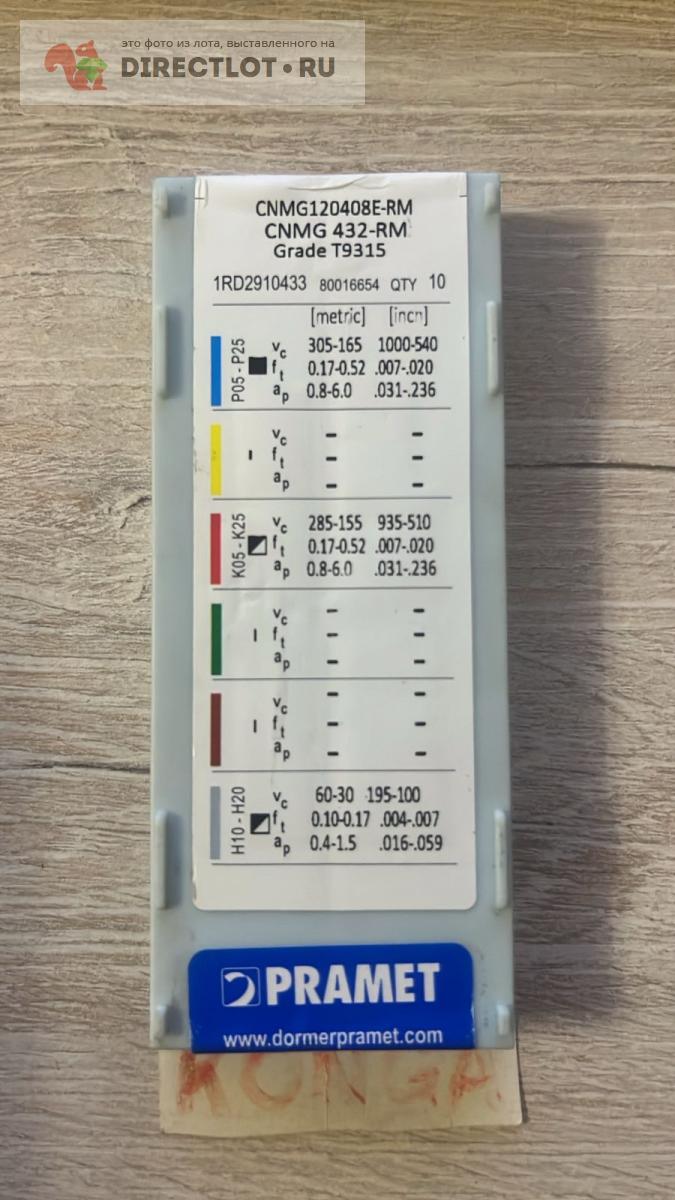 это фото из лота, выставленного на
DIRECTLOT.RU
CNMG120408E-RM
CNMG 432-RM
Grade T9315
1RD2910433 80016654 QTY 10
[metric] [incn]
P05 - P25
vc 305-165 1000-540
ft 0.17-0.52 .007-.020
ap 0.8-6.0 .031-.236
vc – –
– ft – –
ap – –
K05 - K25
vc 285-155 935-510
ft 0.17-0.52 .007-.020
ap 0.8-6.0 .031-.236
vc – –
– ft – –
ap – –
vc – –
– ft – –
ap – –
H10 - H20
vc 60-30 195-100
ft 0.10-0.17 .004-.007
ap 0.4-1.5 .016-.059
PRAMET
www.dormerpramet.com
KONGA